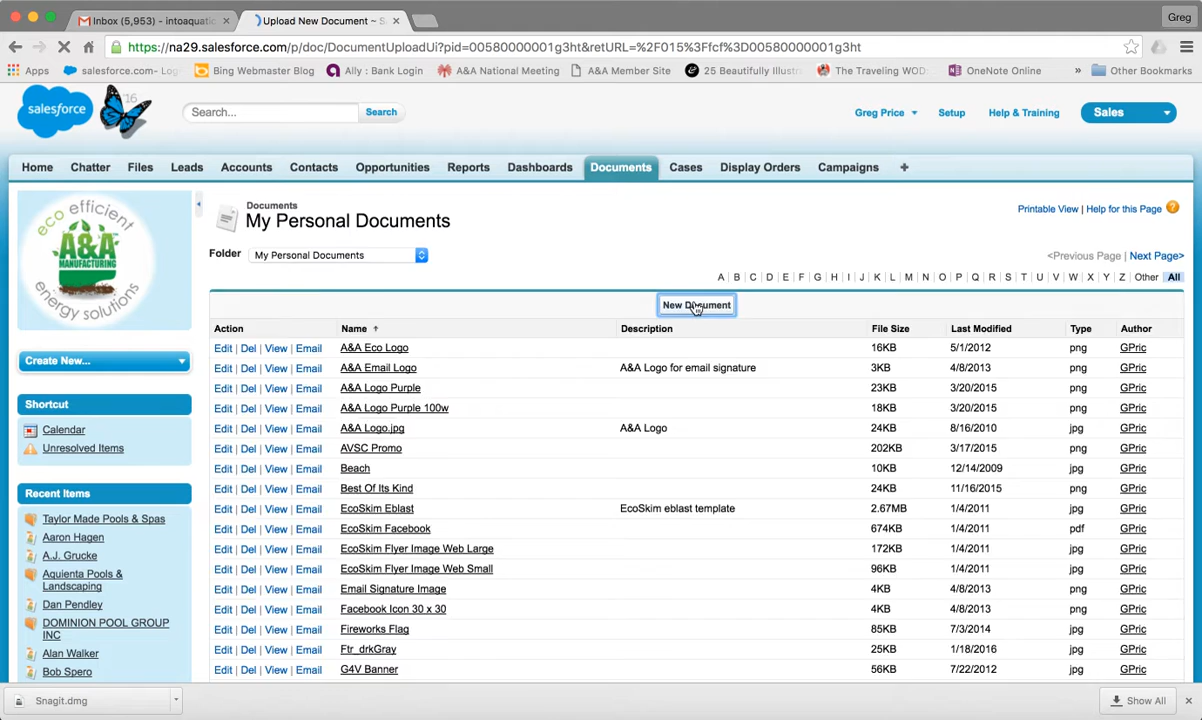 Greg
Inbox (5,953) - intoaquatic
Upload New Document ~ S
https://na29.salesforce.com/p/doc/DocumentUploadUi?pid=00580000001g3ht&retURL=%2F015%3Ffcf%3D00580000001g3ht
Apps salesforce.com- Log Bing Webmaster Blog Ally : Bank Login A&A National Meeting A&A Member Site 25 Beautifully Illustra The Traveling WOD: OneNote Online » Other Bookmarks
salesforce '16 Search... Search Greg Price Setup Help & Training Sales
Home Chatter Files Leads Accounts Contacts Opportunities Reports Dashboards Documents Cases Display Orders Campaigns +
eco efficient
A&A
MANUFACTURING
energy solutions
Create New...
Shortcut
Calendar
Unresolved Items
Recent Items
Taylor Made Pools & Spas
Aaron Hagen
A.J. Grucke
Aquienta Pools &
Landscaping
Dan Pendley
DOMINION POOL GROUP
INC
Alan Walker
Bob Spero
Documents
My Personal Documents
Printable View | Help for this Page ?
Folder My Personal Documents
<Previous Page | Next Page>
A | B | C | D | E | F | G | H | I | J | K | L | M | N | O | P | Q | R | S | T | U | V | W | X | Y | Z | Other | All
New Document
Action Name Description File Size Last Modified Type Author
Edit | Del | View | Email A&A Eco Logo 16KB 5/1/2012 png GPric
Edit | Del | View | Email A&A Email Logo A&A Logo for email signature 3KB 4/8/2013 png GPric
Edit | Del | View | Email A&A Logo Purple 23KB 3/20/2015 png GPric
Edit | Del | View | Email A&A Logo Purple 100w 18KB 3/20/2015 png GPric
Edit | Del | View | Email A&A Logo.jpg A&A Logo 24KB 8/16/2010 jpg GPric
Edit | Del | View | Email AVSC Promo 202KB 3/17/2015 png GPric
Edit | Del | View | Email Beach 10KB 12/14/2009 jpg GPric
Edit | Del | View | Email Best Of Its Kind 24KB 11/16/2015 png GPric
Edit | Del | View | Email EcoSkim Eblast EcoSkim eblast template 2.67MB 1/4/2011 jpg GPric
Edit | Del | View | Email EcoSkim Facebook 674KB 1/4/2011 pdf GPric
Edit | Del | View | Email EcoSkim Flyer Image Web Large 172KB 1/4/2011 jpg GPric
Edit | Del | View | Email EcoSkim Flyer Image Web Small 96KB 1/4/2011 jpg GPric
Edit | Del | View | Email Email Signature Image 4KB 4/8/2013 png GPric
Edit | Del | View | Email Facebook Icon 30 x 30 4KB 4/8/2013 png GPric
Edit | Del | View | Email Fireworks Flag 85KB 7/3/2014 jpg GPric
Edit | Del | View | Email Ftr_drkGray 25KB 1/18/2016 jpg GPric
Edit | Del | View | Email G4V Banner 56KB 7/22/2012 jpg GPric
Snagit.dmg
Show All